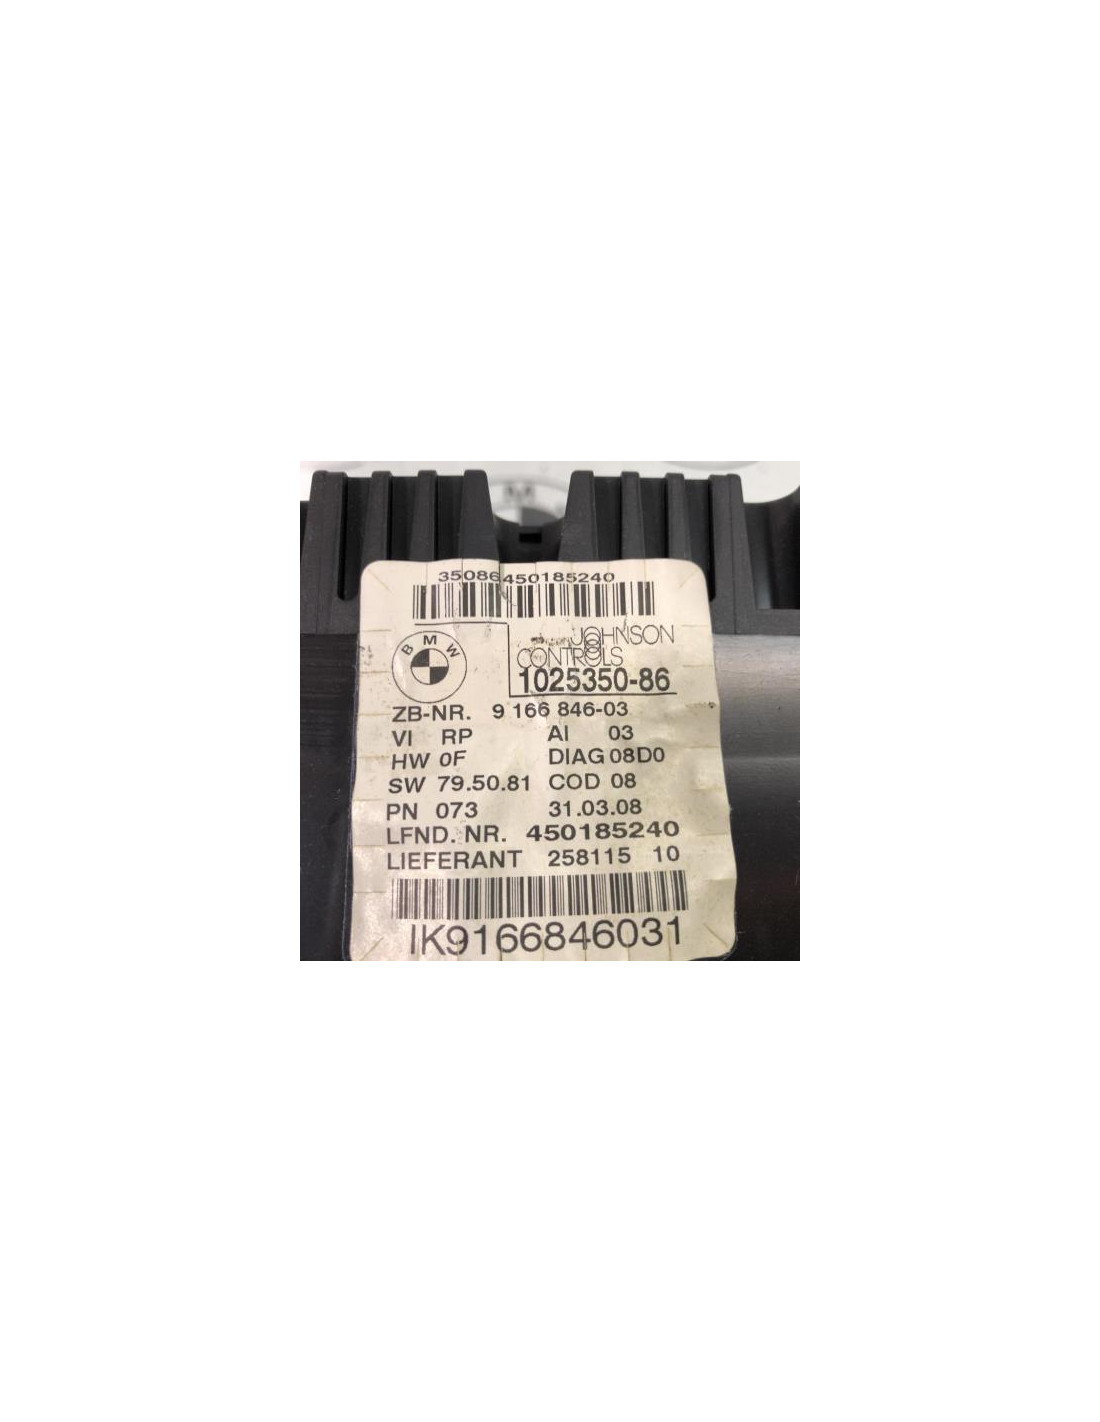 35086450185240
BMW
JOHNSON
CONTROLS
1025350-86
ZB-NR. 9 166 846-03
VI RP AI 03
HW 0F DIAG 08D0
SW 79.50.81 COD 08
PN 073 31.03.08
LFND. NR. 450185240
LIEFERANT 258115 10
IK9166846031